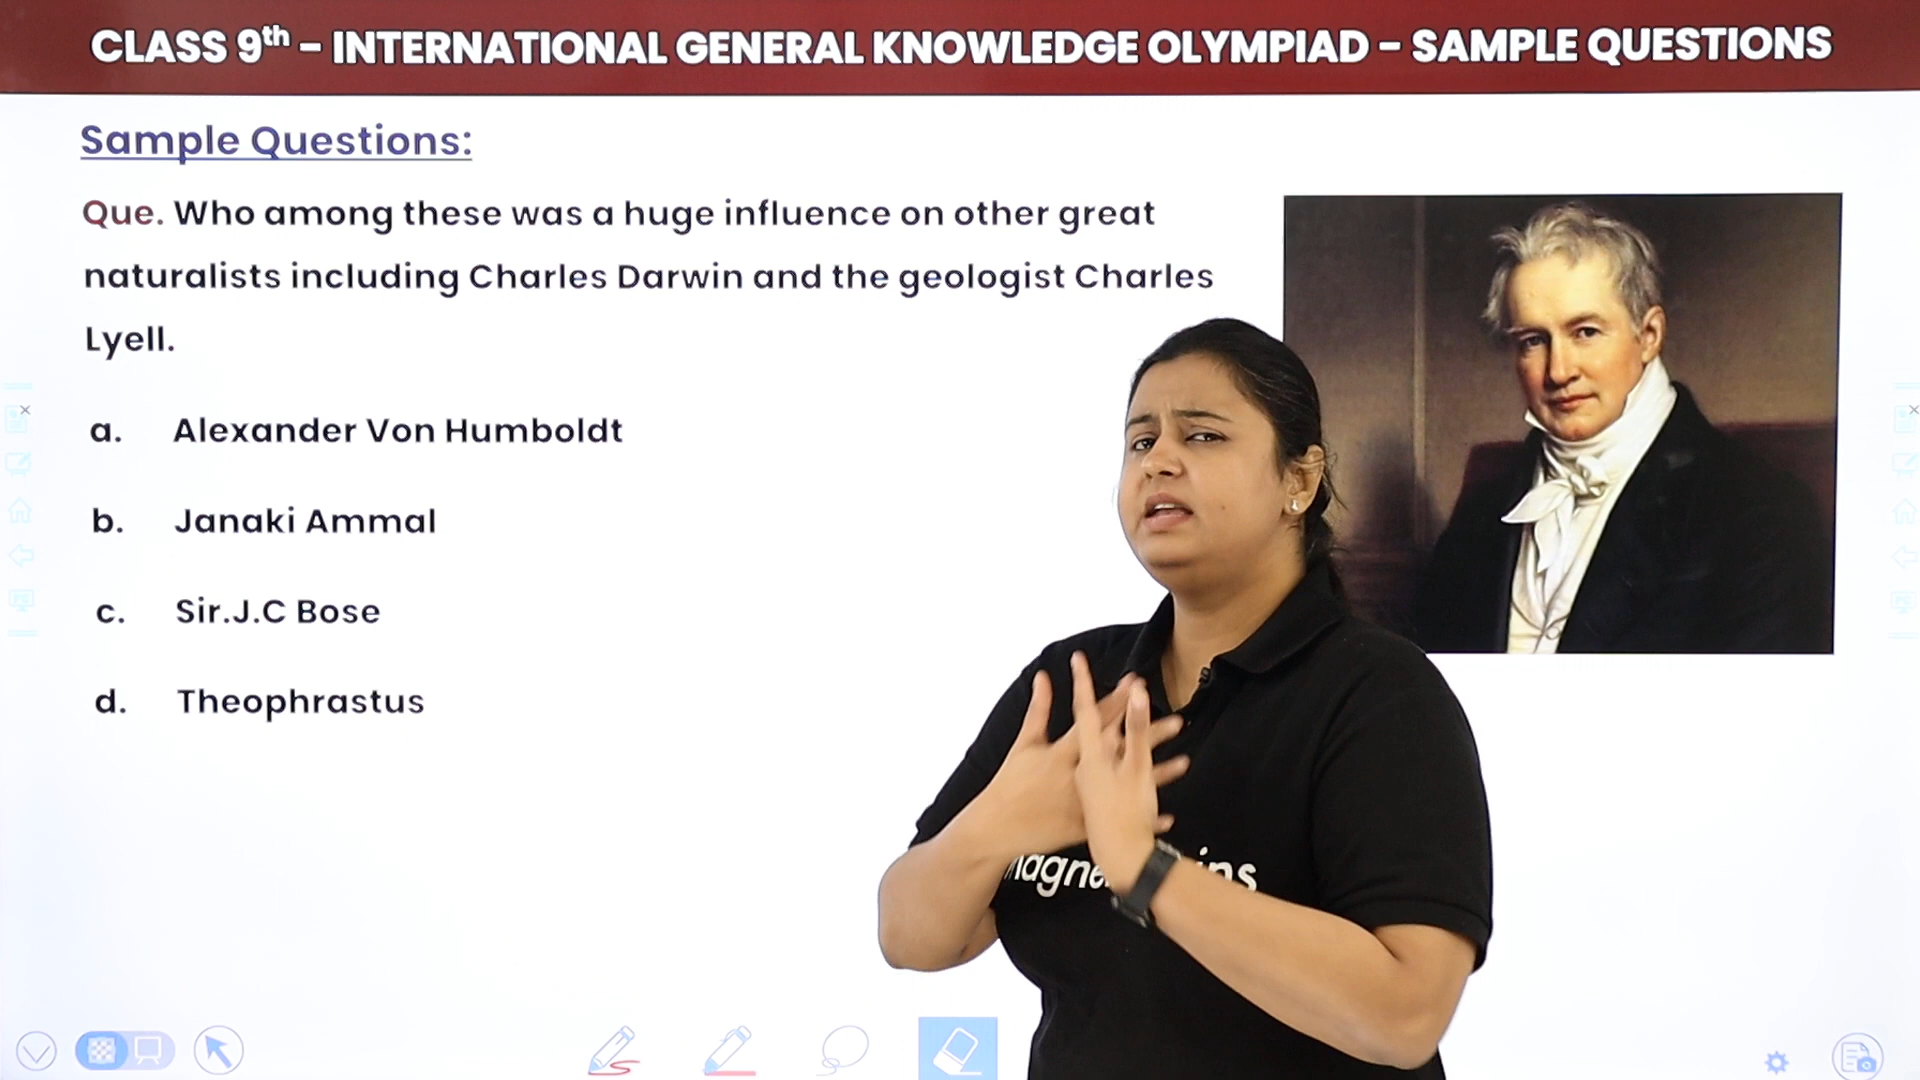 CLASS 9th – INTERNATIONAL GENERAL KNOWLEDGE OLYMPIAD – SAMPLE QUESTIONS
Sample Questions:
Que. Who among these was a huge influence on other great
naturalists including Charles Darwin and the geologist Charles
Lyell.
a. Alexander Von Humboldt
b. Janaki Ammal
c. Sir.J.C Bose
d. Theophrastus